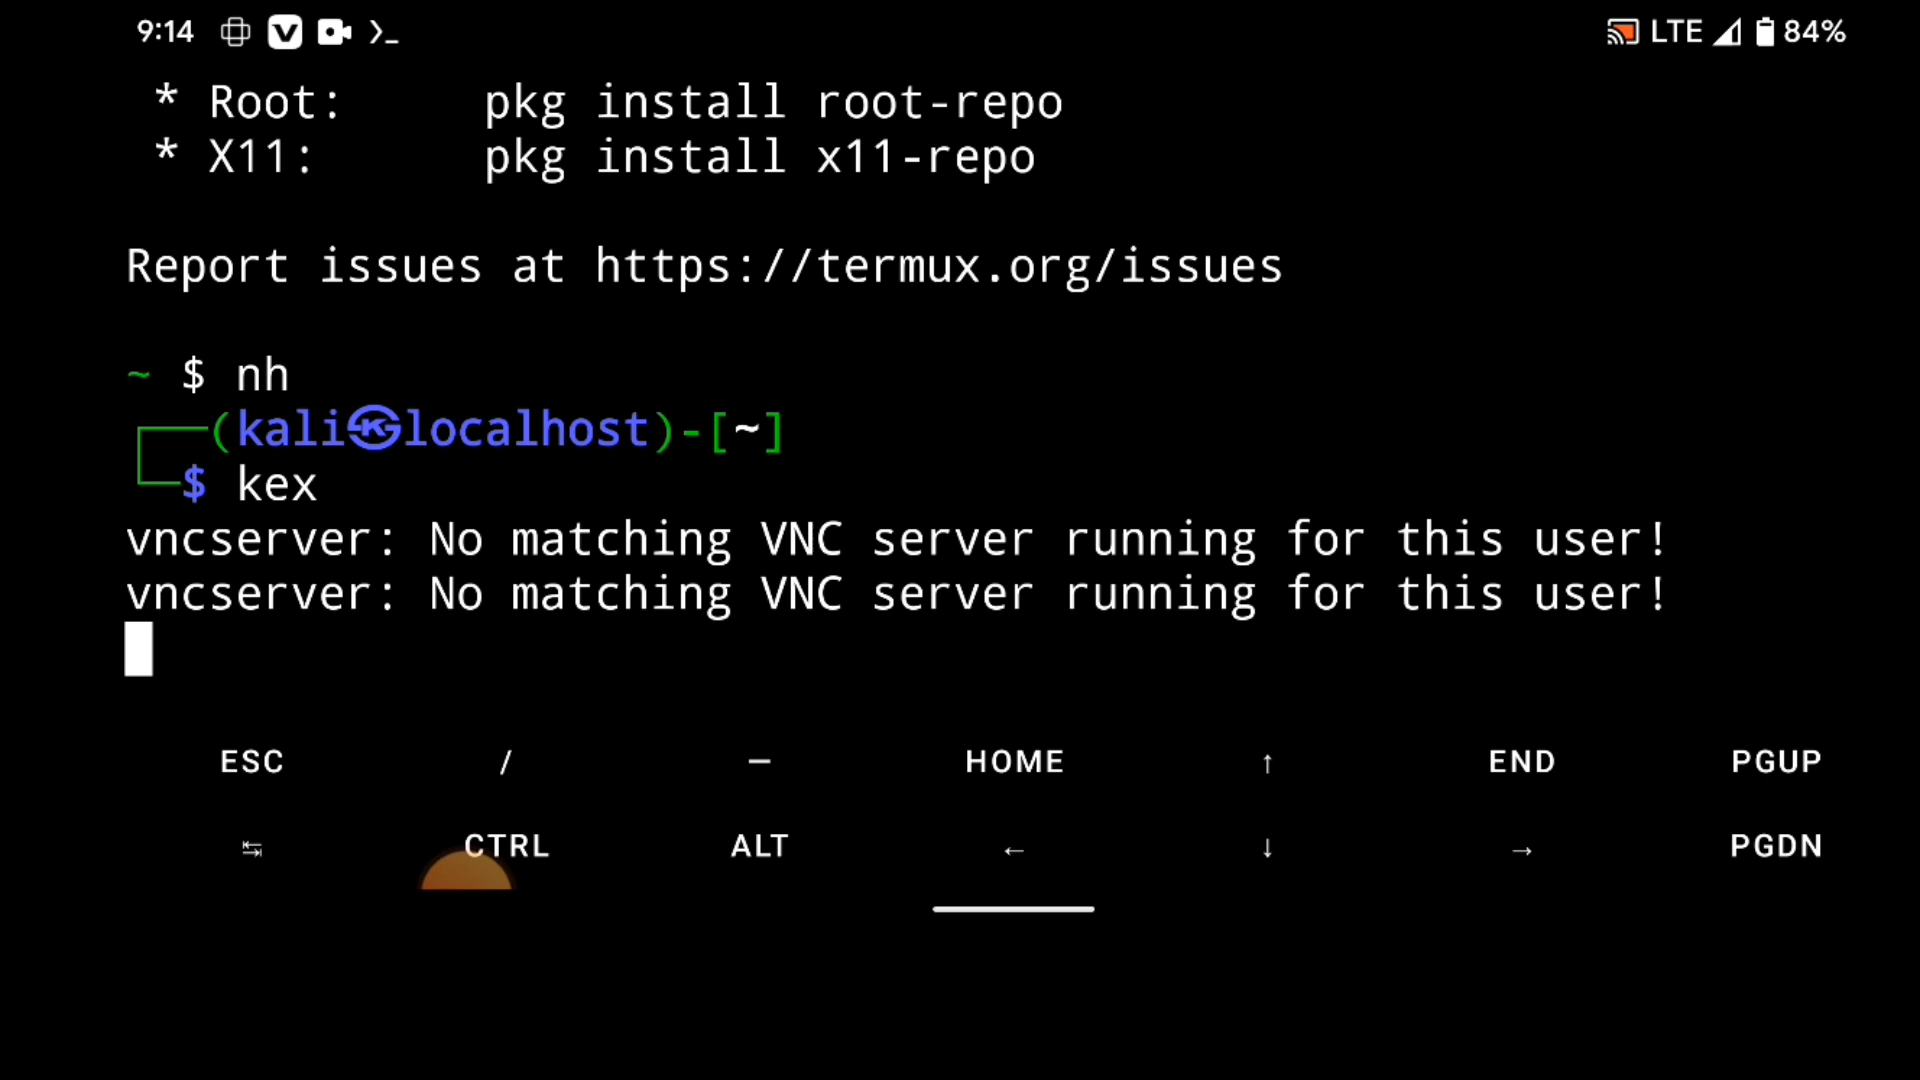 9:14 LTE 84%
* Root: pkg install root-repo
* X11: pkg install x11-repo
Report issues at https://termux.org/issues
~ $ nh
┌──(kali㉿localhost)-[~]
└─$ kex
vncserver: No matching VNC server running for this user!
vncserver: No matching VNC server running for this user!
ESC / — HOME ↑ END PGUP
↹ CTRL ALT ← ↓ → PGDN